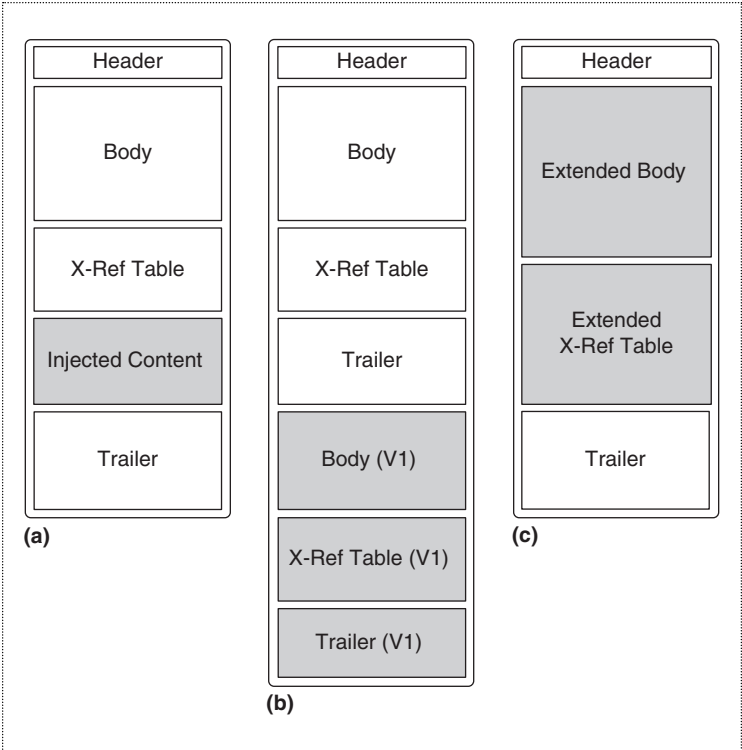 Header
Body
X-Ref Table
Injected Content
Trailer
(a)
Header
Body
X-Ref Table
Trailer
Body (V1)
X-Ref Table (V1)
Trailer (V1)
(b)
Header
Extended Body
Extended
X-Ref Table
Trailer
(c)